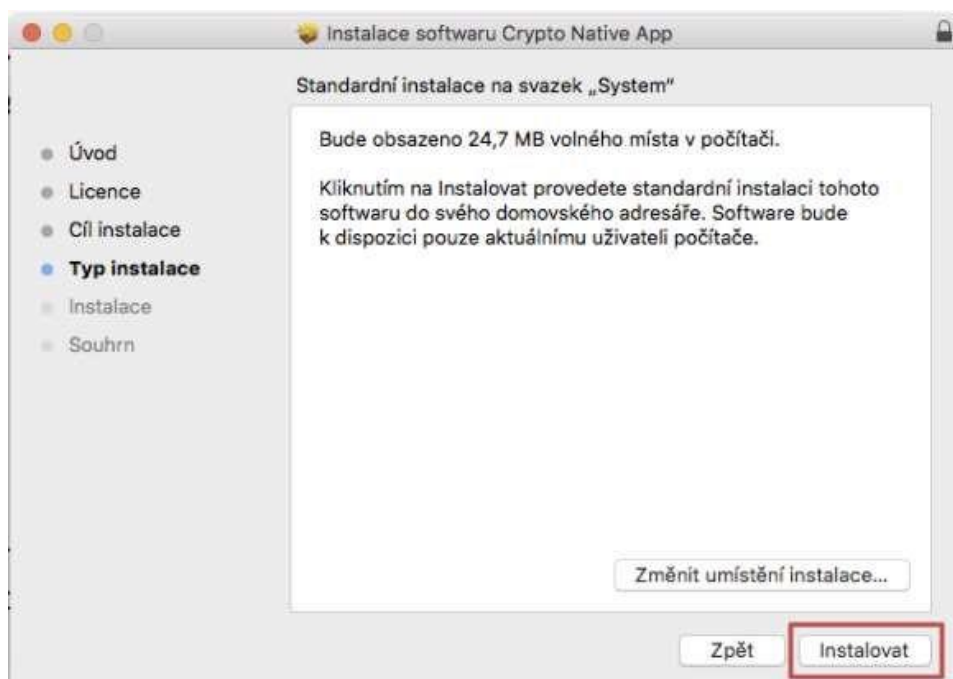 Instalace softwaru Crypto Native App
Standardní instalace na svazek „System“
Úvod
Licence
Cíl instalace
Typ instalace
Instalace
Souhrn
Bude obsazeno 24,7 MB volného místa v počítači.
Kliknutím na Instalovat provedete standardní instalaci tohoto
softwaru do svého domovského adresáře. Software bude
k dispozici pouze aktuálnímu uživateli počítače.
Změnit umístění instalace...
Zpět
Instalovat